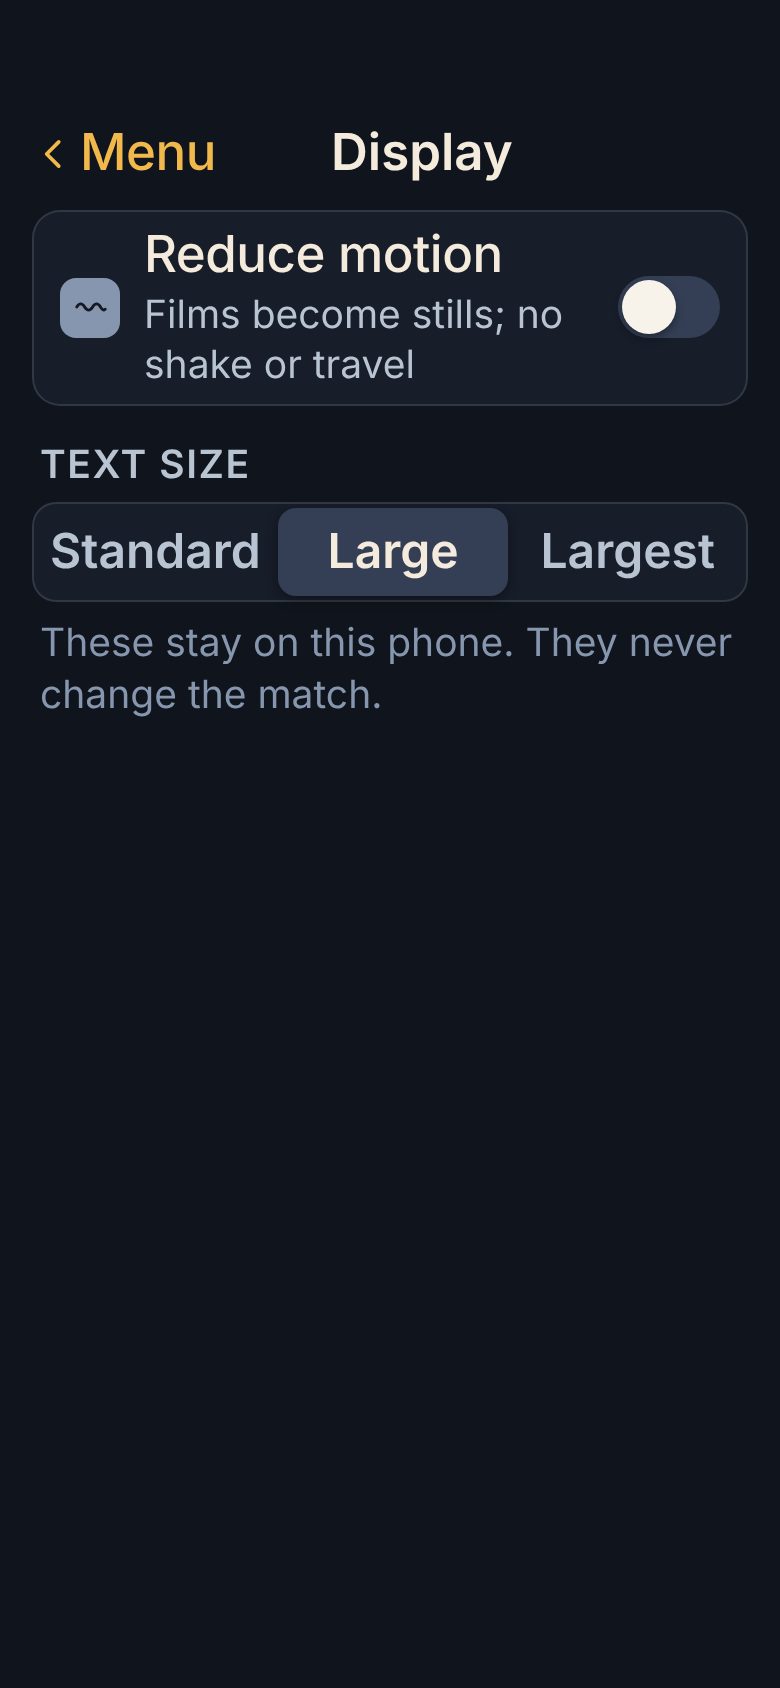 Menu
Display
Reduce motion
Films become stills; no
shake or travel
TEXT SIZE
Standard
Large
Largest
These stay on this phone. They never
change the match.